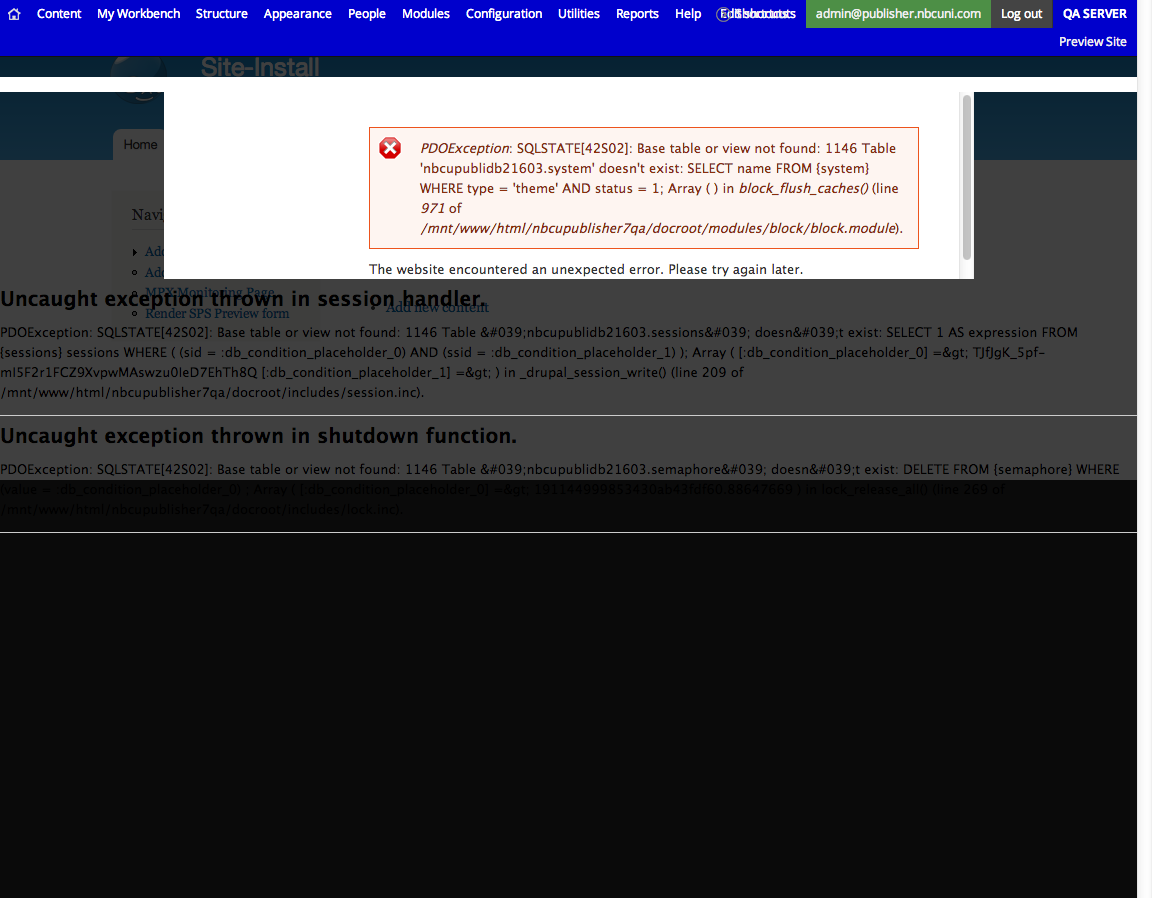 Content My Workbench Structure Appearance People Modules Configuration Utilities Reports Help Edit shortcuts admin@publisher.nbcuni.com Log out QA SERVER
Preview Site
Site-Install
Home
PDOException: SQLSTATE[42S02]: Base table or view not found: 1146 Table
'nbcupublidb21603.system' doesn't exist: SELECT name FROM {system}
WHERE type = 'theme' AND status = 1; Array ( ) in block_flush_caches() (line
971 of
/mnt/www/html/nbcupublisher7qa/docroot/modules/block/block.module).
The website encountered an unexpected error. Please try again later.
Navi
Add
Add
MPX Monitoring Page
Render SPS Preview form
Add new content
Uncaught exception thrown in session handler.
PDOException: SQLSTATE[42S02]: Base table or view not found: 1146 Table &#039;nbcupublidb21603.sessions&#039; doesn&#039;t exist: SELECT 1 AS expression FROM
{sessions} sessions WHERE ( (sid = :db_condition_placeholder_0) AND (ssid = :db_condition_placeholder_1) ); Array ( [:db_condition_placeholder_0] =&gt; TJfJgK_5pf-
mI5F2r1FCZ9XvpwMAswzu0IeD7EhTh8Q [:db_condition_placeholder_1] =&gt; ) in _drupal_session_write() (line 209 of
/mnt/www/html/nbcupublisher7qa/docroot/includes/session.inc).
Uncaught exception thrown in shutdown function.
PDOException: SQLSTATE[42S02]: Base table or view not found: 1146 Table &#039;nbcupublidb21603.semaphore&#039; doesn&#039;t exist: DELETE FROM {semaphore} WHERE
(value = :db_condition_placeholder_0) ; Array ( [:db_condition_placeholder_0] =&gt; 191144999853430ab43fdf60.88647669 ) in lock_release_all() (line 269 of
/mnt/www/html/nbcupublisher7qa/docroot/includes/lock.inc).